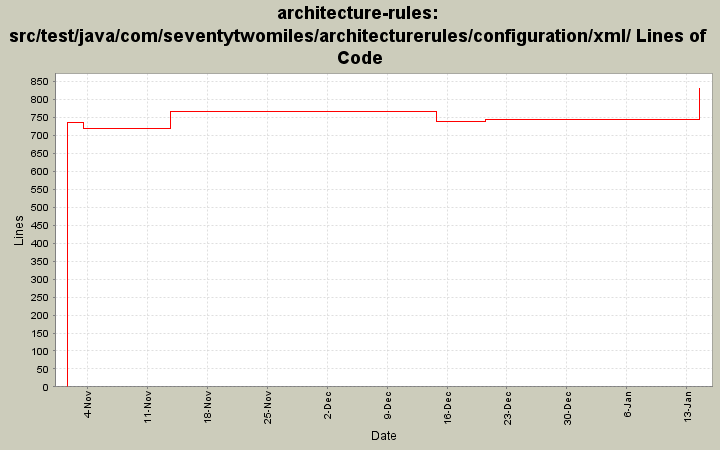 architecture-rules:
src/test/java/com/seventytwomiles/architecturerules/configuration/xml/ Lines of
Code
850
800
750
700
650
600
550
500
450
400
350
300
250
200
150
100
50
0
Lines
4-Nov
11-Nov
18-Nov
25-Nov
2-Dec
9-Dec
16-Dec
23-Dec
30-Dec
6-Jan
13-Jan
Date